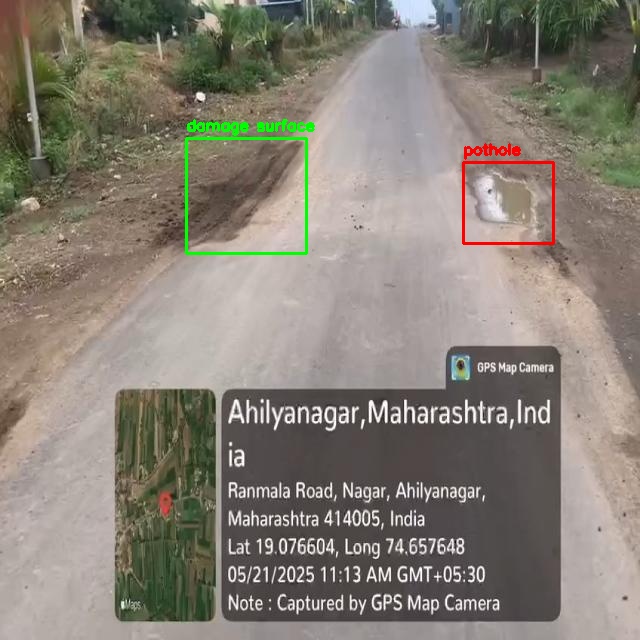 damage surface
pothole
GPS Map Camera
Ahilyanagar,Maharashtra,Ind
ia
Ranmala Road, Nagar, Ahilyanagar,
Maharashtra 414005, India
Lat 19.076604, Long 74.657648
05/21/2025 11:13 AM GMT+05:30
Note : Captured by GPS Map Camera
Maps